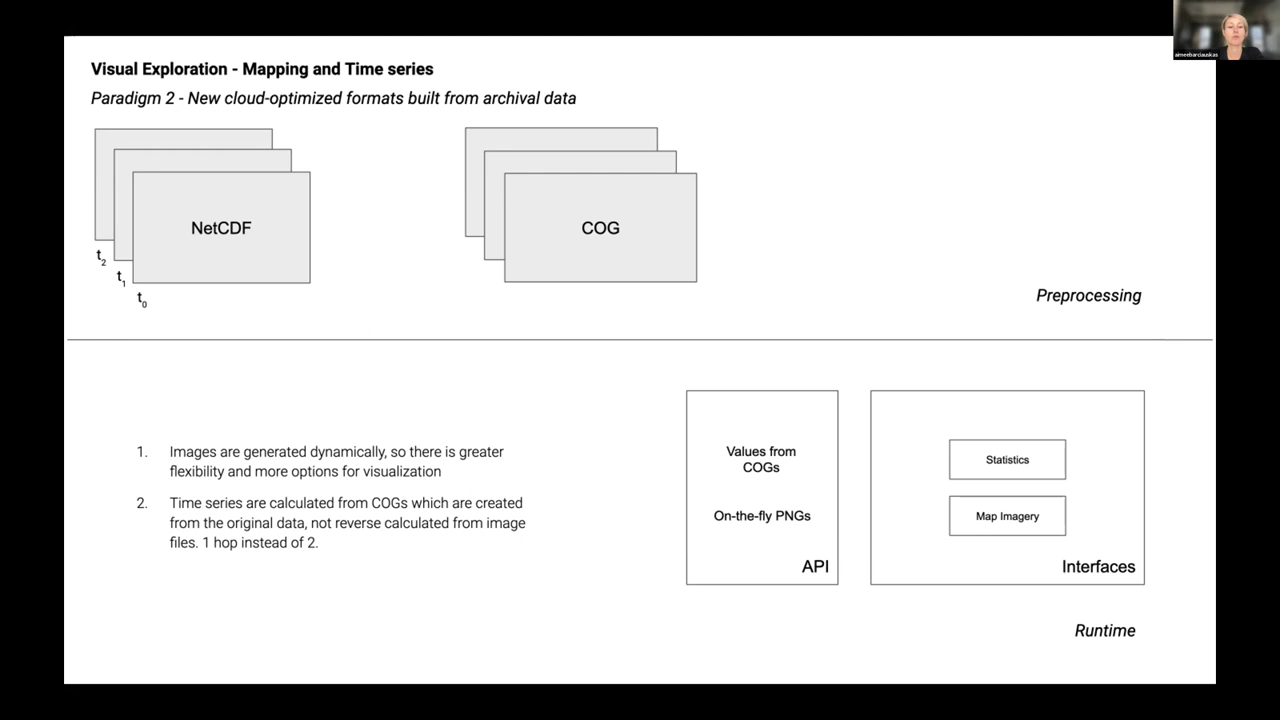 aimeebarciauskas
Visual Exploration - Mapping and Time series
Paradigm 2 - New cloud-optimized formats built from archival data
NetCDF
COG
t2
t1
t0
Preprocessing
1. Images are generated dynamically, so there is greater
flexibility and more options for visualization
2. Time series are calculated from COGs which are created
from the original data, not reverse calculated from image
files. 1 hop instead of 2.
Values from
COGs
On-the-fly PNGs
API
Statistics
Map Imagery
Interfaces
Runtime